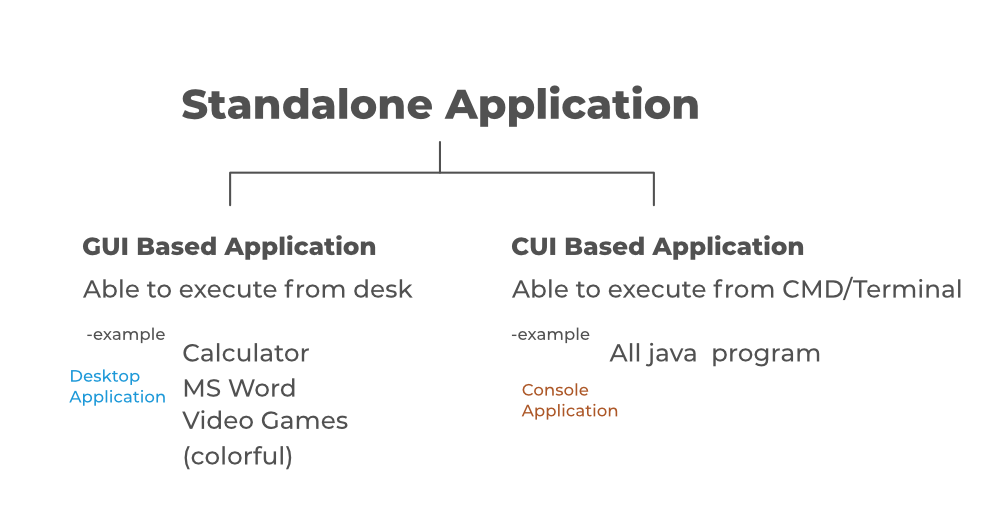 Standalone Application
GUI Based Application
Able to execute from desk
-example
Calculator
Desktop
Application
MS Word
Video Games
(colorful)
CUI Based Application
Able to execute from CMD/Terminal
-example
All java  program
Console
Application